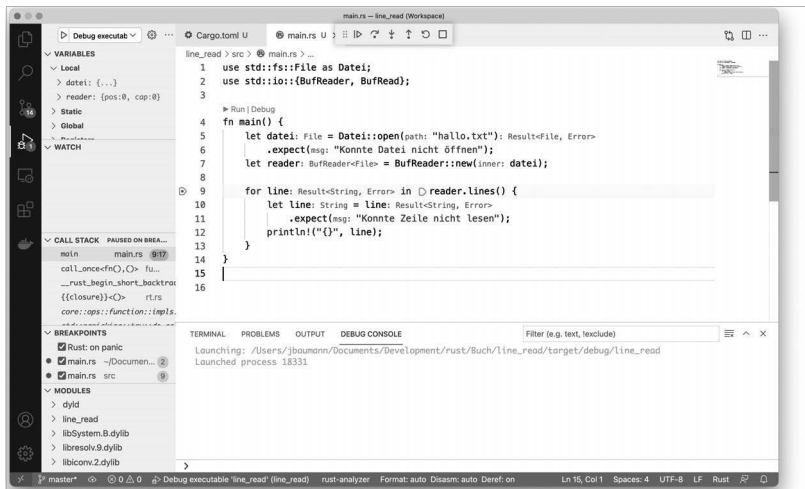 main.rs — line_read (Workspace)
Debug executab
Cargo.toml U
main.rs U
VARIABLES
Local
datei: {...}
reader: {pos:0, cap:0}
Static
Global
WATCH
CALL STACK PAUSED ON BREA...
main main.rs 9:17
call_once<fn(),()> fu...
__rust_begin_short_backtrac
{{closure}}<()> rt.rs
core::ops::function::impls.
BREAKPOINTS
Rust: on panic
main.rs ~/Documen... 2
main.rs src 9
MODULES
dyld
line_read
libSystem.B.dylib
libresolv.9.dylib
libiconv.2.dylib
14
1
line_read > src > main.rs > ...
1 use std::fs::File as Datei;
2 use std::io::{BufReader, BufRead};
3
Run | Debug
4 fn main() {
5 let datei: File = Datei::open(path: "hallo.txt"): Result<File, Error>
6 .expect(msg: "Konnte Datei nicht öffnen");
7 let reader: BufReader<File> = BufReader::new(inner: datei);
8
9 for line: Result<String, Error> in reader.lines() {
10 let line: String = line: Result<String, Error>
11 .expect(msg: "Konnte Zeile nicht lesen");
12 println!("{}", line);
13 }
14 }
15
16
TERMINAL PROBLEMS OUTPUT DEBUG CONSOLE Filter (e.g. text, !exclude)
Launching: /Users/jbaumann/Documents/Development/rust/Buch/line_read/target/debug/line_read
Launched process 18331
>
master* 0 0 Debug executable 'line_read' (line_read) rust-analyzer Format: auto Disasm: auto Deref: on Ln 15, Col 1 Spaces: 4 UTF-8 LF Rust